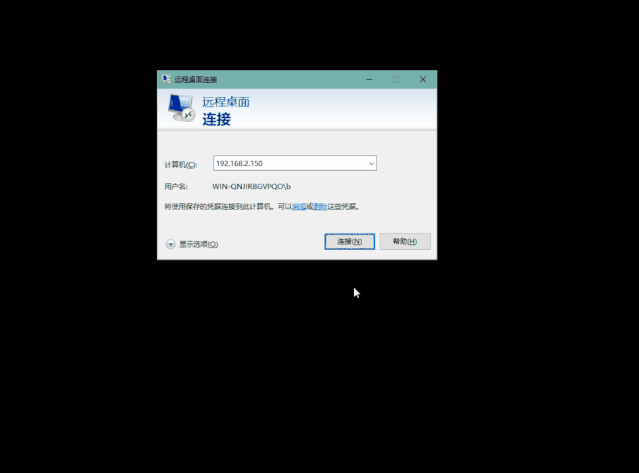 远程桌面连接
远程桌面
连接
计算机(C): 192.168.2.150
用户名: WIN-QNJIRBGVPQO\b
将使用保存的凭据连接到此计算机。可以编辑或删除这些凭据。
显示选项(O) 连接(N) 帮助(H)